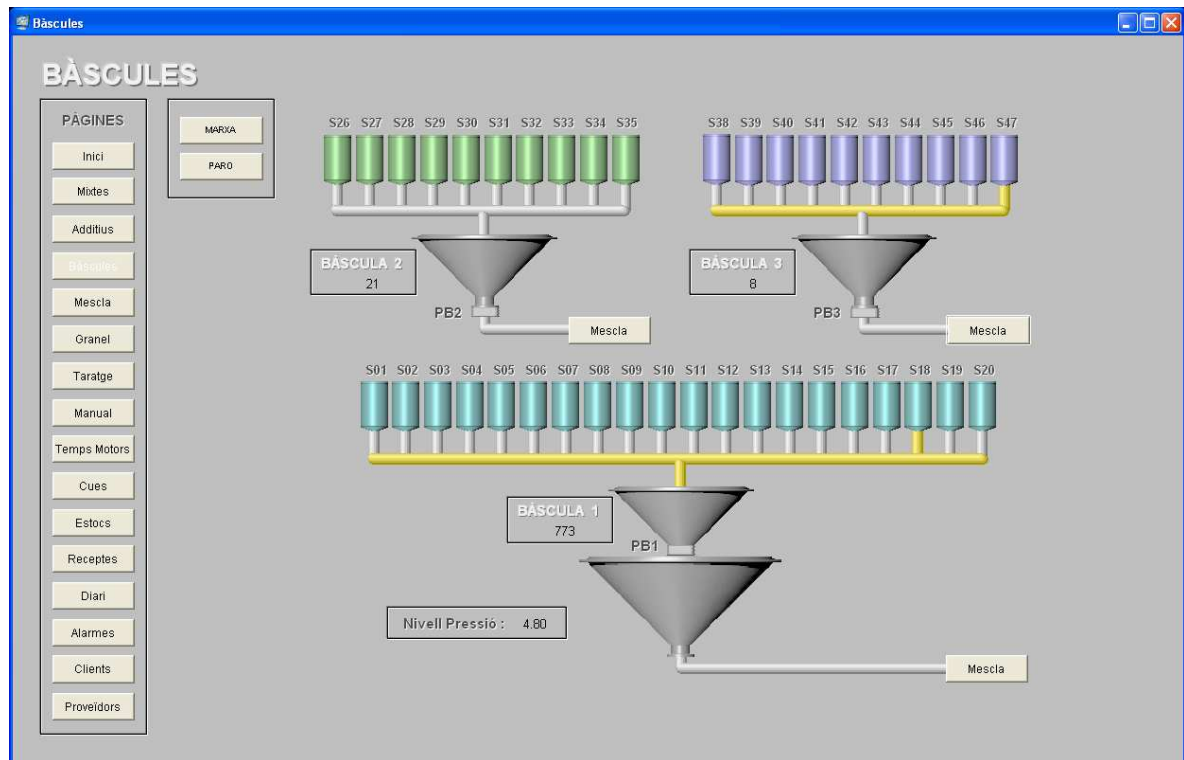 Bàscules
BÀSCULES
PÀGINES
Inici
Mixtes
Additius
Bàscules
Mescla
Granel
Taratge
Manual
Temps Motors
Cues
Estocs
Receptes
Diari
Alarmes
Clients
Proveïdors
MARXA
PARO
S26 S27 S28 S29 S30 S31 S32 S33 S34 S35
BÀSCULA 2
21
PB2
Mescla
S38 S39 S40 S41 S42 S43 S44 S45 S46 S47
BÀSCULA 3
8
PB3
Mescla
S01 S02 S03 S04 S05 S06 S07 S08 S09 S10 S11 S12 S13 S14 S15 S16 S17 S18 S19 S20
BÀSCULA 1
773
PB1
Nivell Pressió : 4.80
Mescla